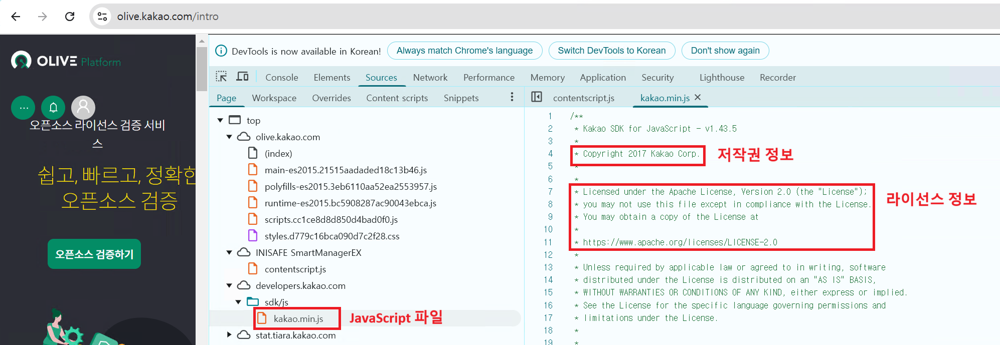 olive.kakao.com/intro
OLIVE Platform
...
오픈소스 라이선스 검증 서비
스
쉽고, 빠르고, 정확한
오픈소스 검증
오픈소스 검증하기
DevTools is now available in Korean! Always match Chrome's language Switch DevTools to Korean Don't show again
Console Elements Sources Network Performance Memory Application Security Lighthouse Recorder
Page Workspace Overrides Content scripts Snippets
top
olive.kakao.com
(index)
main-es2015.21515aadaded18c13b46.js
polyfills-es2015.3eb6110aa52ea2553957.js
runtime-es2015.bc5908287ac90043ebca.js
scripts.cc1ce8d8d850d4bad0f0.js
styles.d779c16bca090d7c2f28.css
INISAFE SmartManagerEX
contentscript.js
developers.kakao.com
sdk/js
kakao.min.js JavaScript 파일
stat.tiara.kakao.com
contentscript.js kakao.min.js
1 /**
2 * Kakao SDK for JavaScript - v1.43.5
3 *
4 * Copyright 2017 Kakao Corp. 저작권 정보
5 *
6 *
7 * Licensed under the Apache License, Version 2.0 (the "License");
8 * you may not use this file except in compliance with the License. 라이선스 정보
9 * You may obtain a copy of the License at
10 *
11 * https://www.apache.org/licenses/LICENSE-2.0
12 *
13 * Unless required by applicable law or agreed to in writing, software
14 * distributed under the License is distributed on an "AS IS" BASIS,
15 * WITHOUT WARRANTIES OR CONDITIONS OF ANY KIND, either express or implied.
16 * See the License for the specific language governing permissions and
17 * limitations under the License.
18 *
19 *